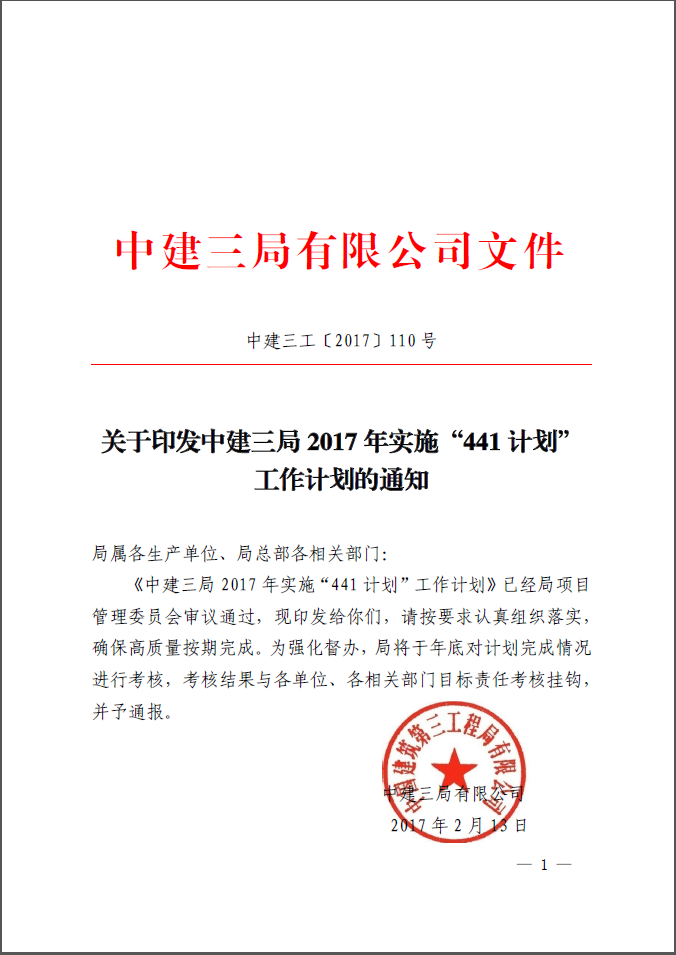 中建三局有限公司文件
中建三工〔2017〕110 号
关于印发中建三局 2017 年实施“441 计划”
工作计划的通知
局属各生产单位、局总部各相关部门：
《中建三局 2017 年实施“441 计划”工作计划》已经局项目
管理委员会审议通过，现印发给你们，请按要求认真组织落实，
确保高质量按期完成。为强化督办，局将于年底对计划完成情况
进行考核，考核结果与各单位、各相关部门目标责任考核挂钩，
并予通报。
中国建筑第三工程局有限公司
中建三局有限公司
2017 年 2 月 13 日
— 1 —